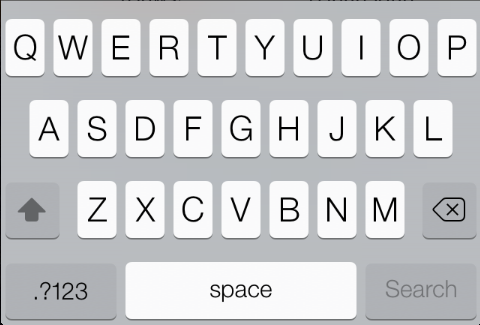 Q W E R T Y U I O P
A S D F G H J K L
Z X C V B N M
.?123 space Search